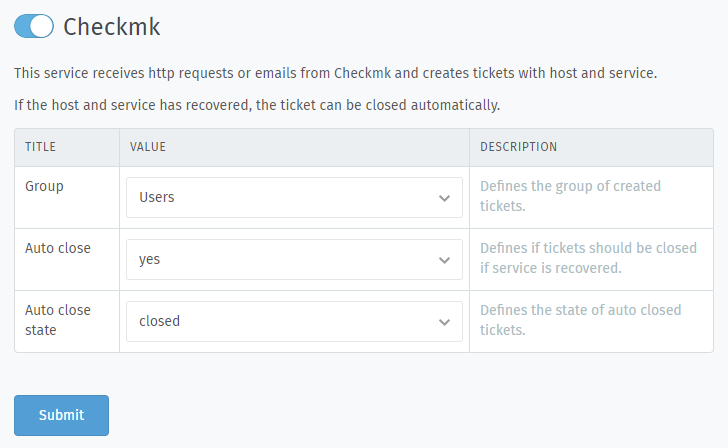 Checkmk
This service receives http requests or emails from Checkmk and creates tickets with host and service.
If the host and service has recovered, the ticket can be closed automatically.
TITLE VALUE DESCRIPTION
Group Users Defines the group of created
tickets.
Auto close yes Defines if tickets should be closed
if service is recovered.
Auto close closed Defines the state of auto closed
state tickets.
Submit